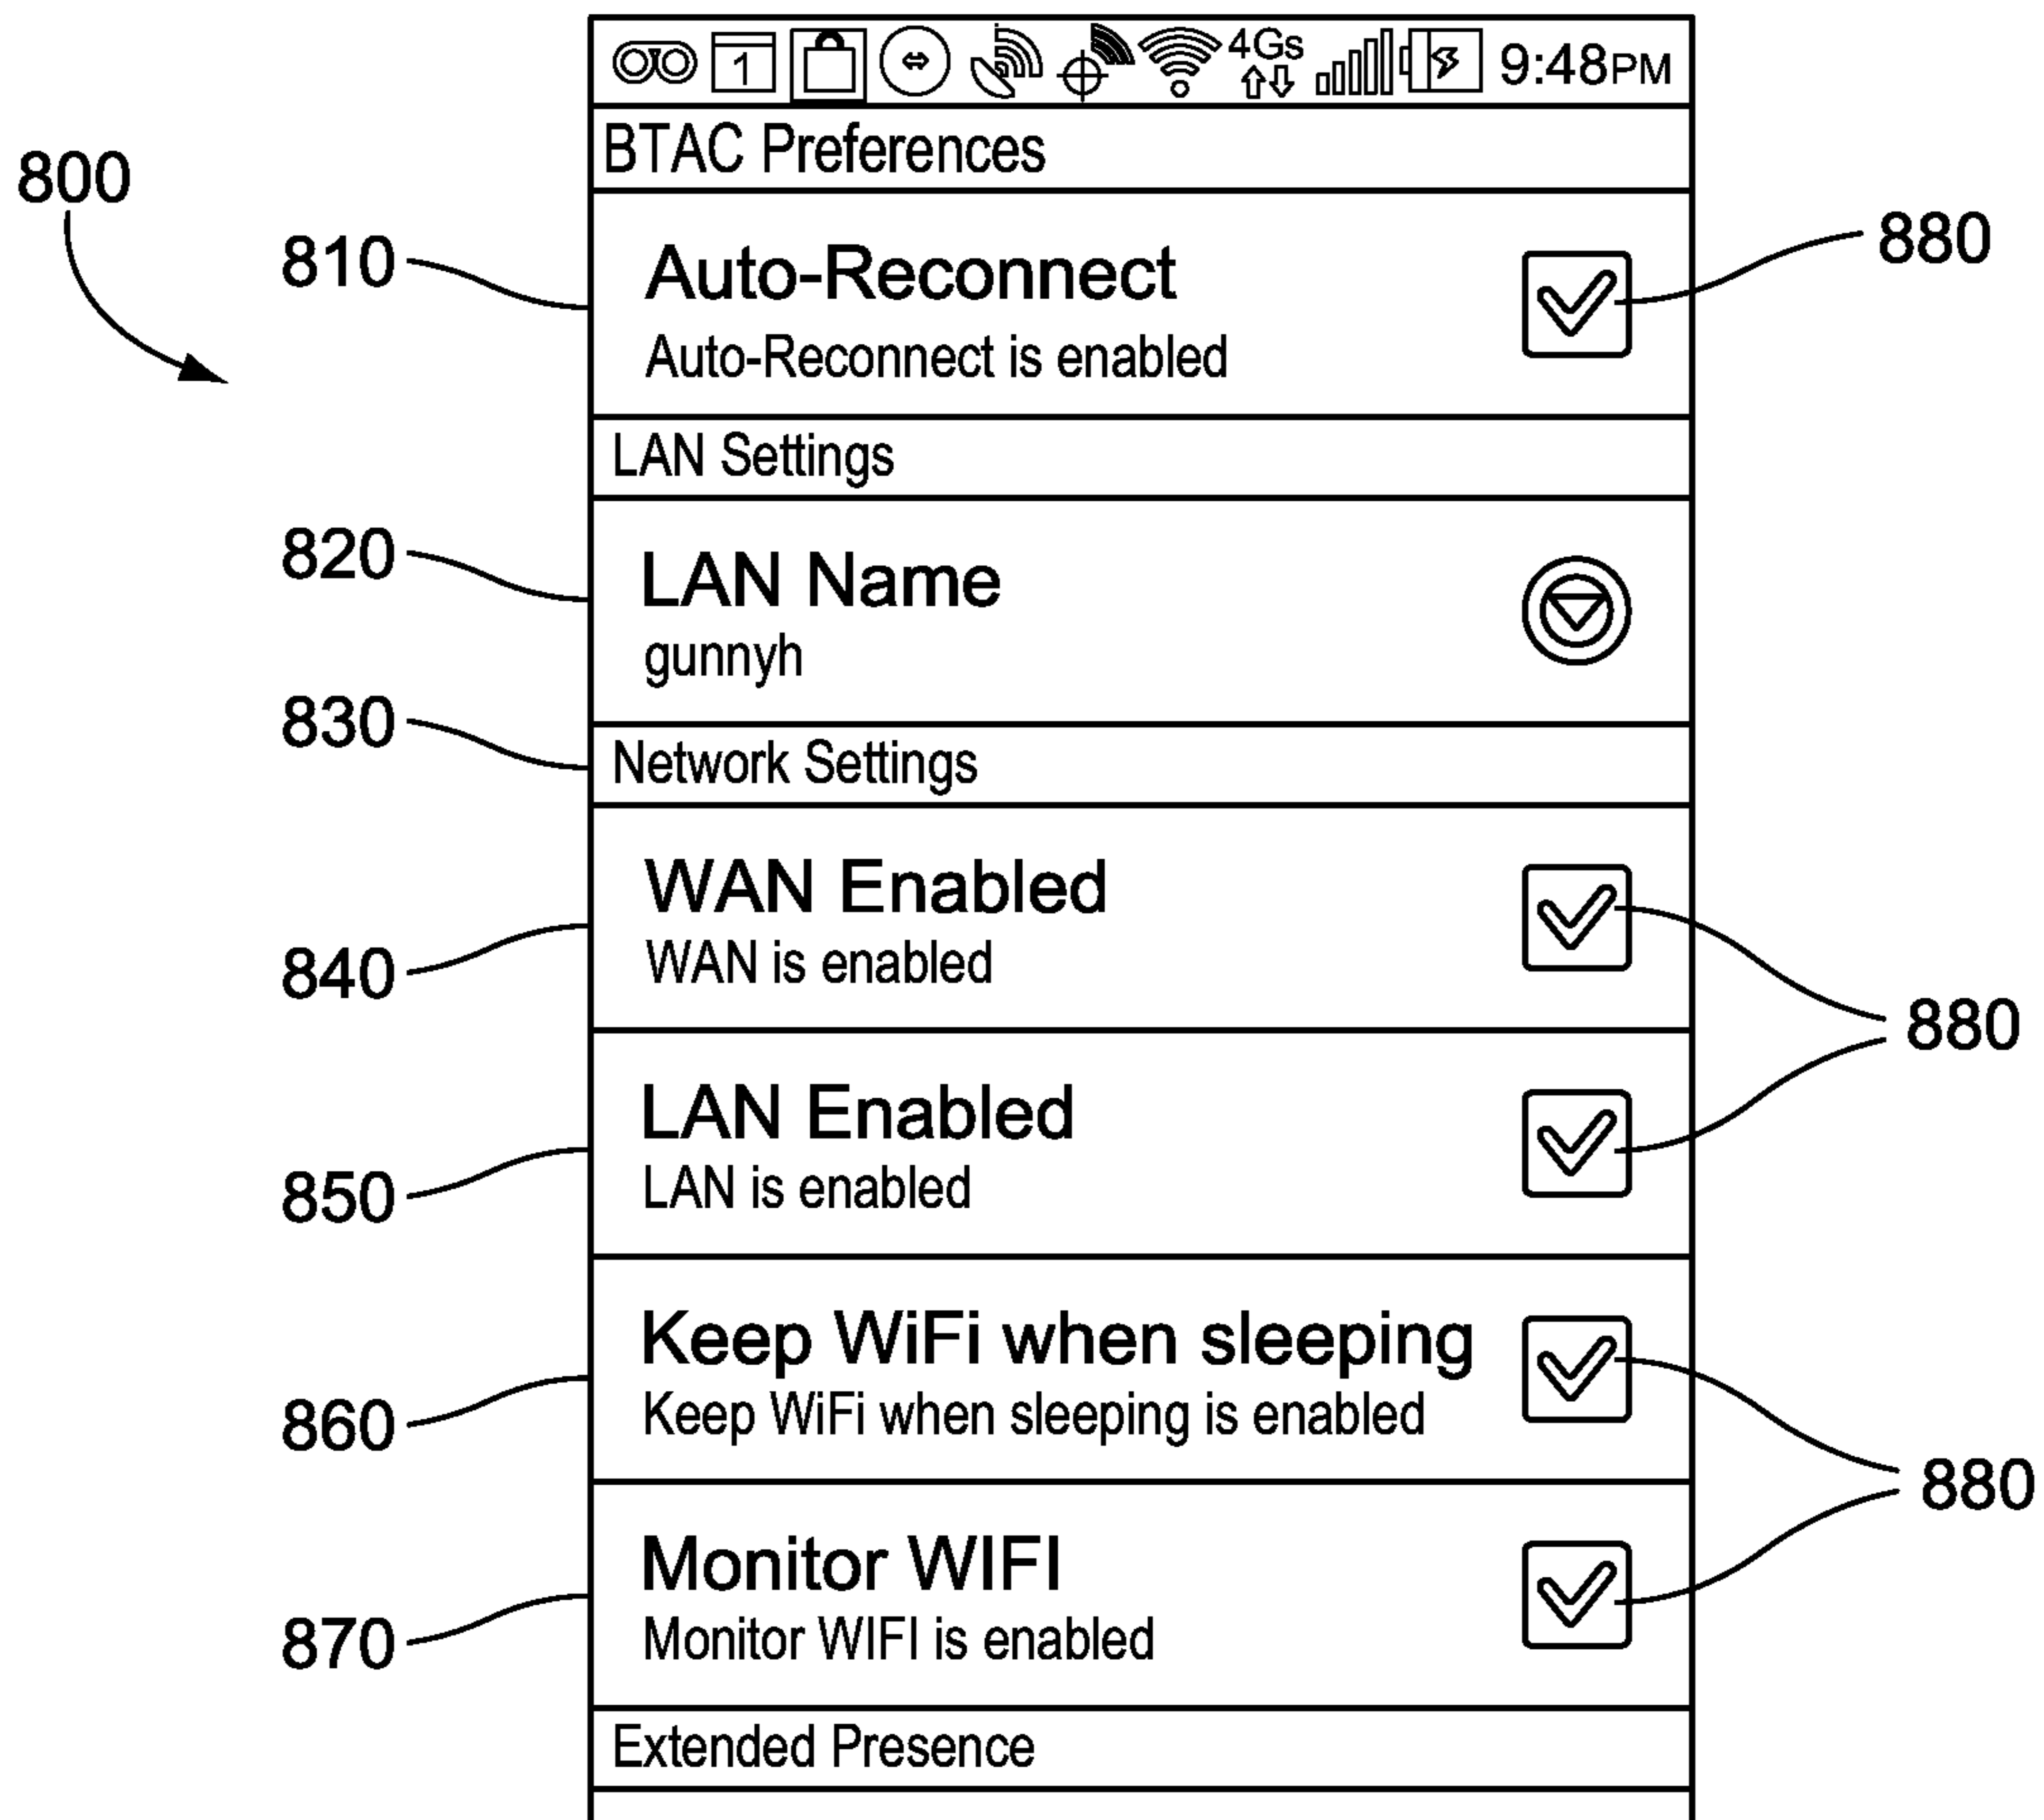 1 4Gs 9:48PM
BTAC Preferences
800
810 Auto-Reconnect 880
Auto-Reconnect is enabled
LAN Settings
820 LAN Name
gunnyh
830 Network Settings
WAN Enabled
840 WAN is enabled
880
LAN Enabled
850 LAN is enabled
Keep WiFi when sleeping
860 Keep WiFi when sleeping is enabled
880
Monitor WIFI
870 Monitor WIFI is enabled
Extended Presence